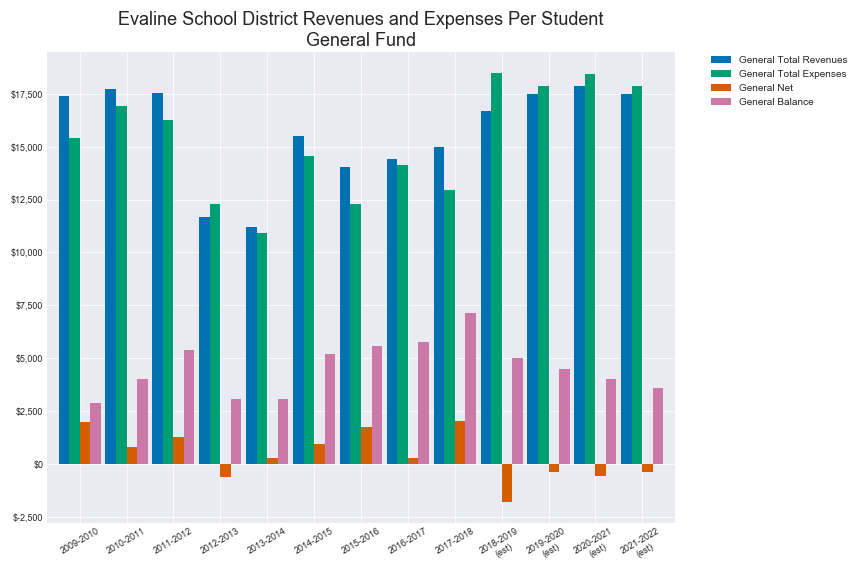 Evaline School District Revenues and Expenses Per Student
General Fund
General Total Revenues
General Total Expenses
General Net
General Balance
$17,500
$15,000
$12,500
$10,000
$7,500
$5,000
$2,500
$0
$-2,500
2009-2010
2010-2011
2011-2012
2012-2013
2013-2014
2014-2015
2015-2016
2016-2017
2017-2018
2018-2019
(est)
2019-2020
(est)
2020-2021
(est)
2021-2022
(est)